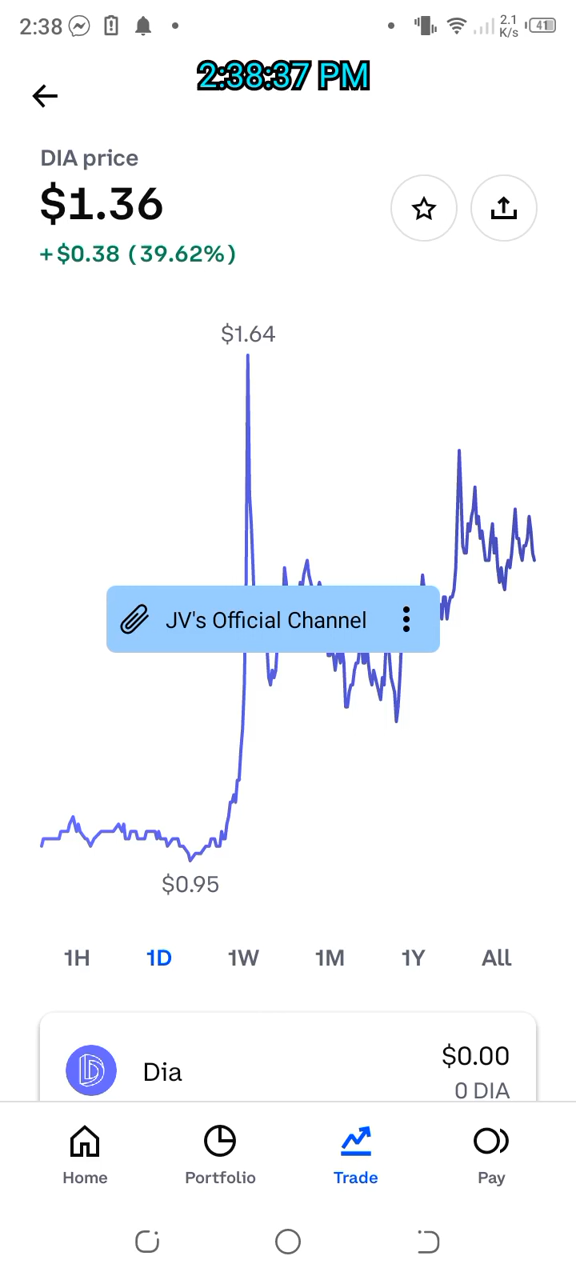 2:38
2.1
K/s
41
2:38:37 PM
DIA price
$1.36
+$0.38 (39.62%)
$1.64
JV's Official Channel
$0.95
1H 1D 1W 1M 1Y All
Dia $0.00
0 DIA
Home Portfolio Trade Pay